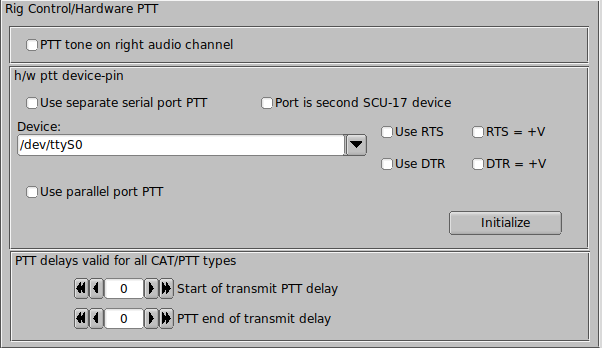 Rig Control/Hardware PTT
PTT tone on right audio channel
h/w ptt device-pin
Use separate serial port PTT Port is second SCU-17 device
Device:
Use RTS RTS = +V
/dev/ttyS0
Use DTR DTR = +V
Use parallel port PTT
Initialize
PTT delays valid for all CAT/PTT types
0 Start of transmit PTT delay
0 PTT end of transmit delay